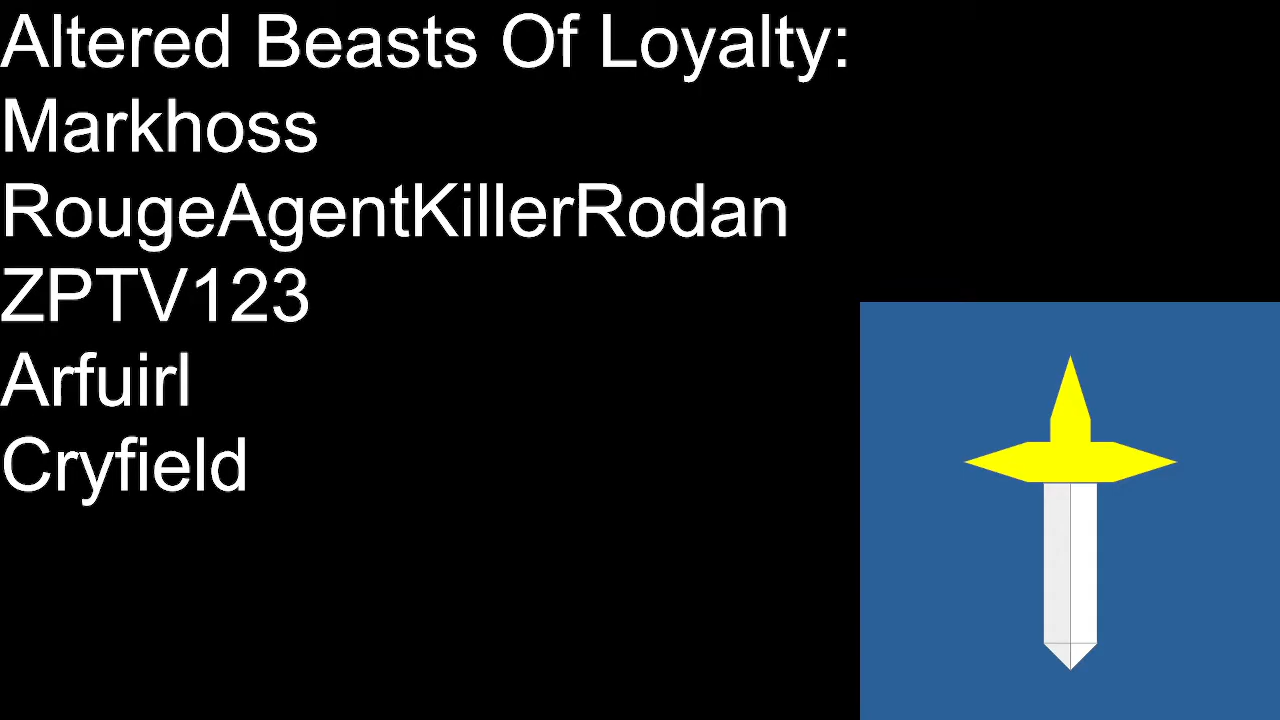 Altered Beasts Of Loyalty:
Markhoss
RougeAgentKillerRodan
ZPTV123
Arfuirl
Cryfield